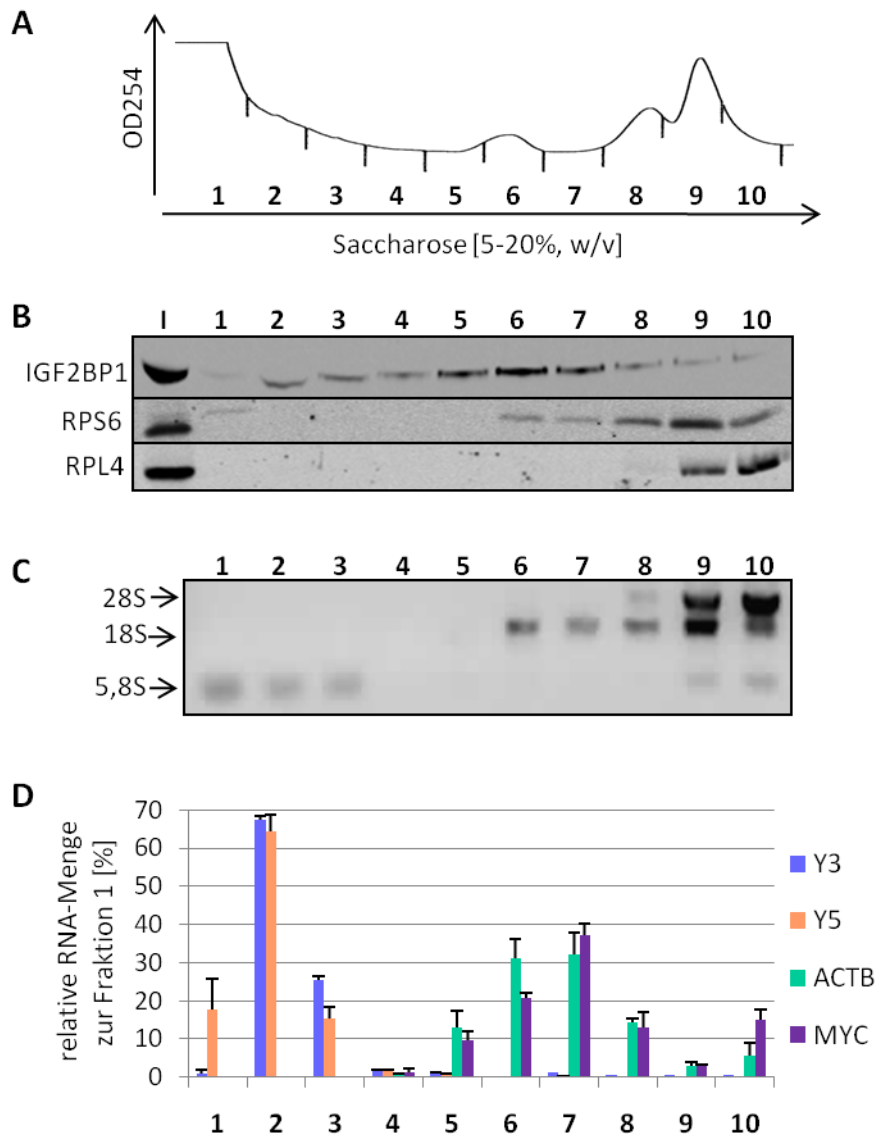 A
OD254
1 2 3 4 5 6 7 8 9 10
Saccharose [5-20%, w/v]
B
I 1 2 3 4 5 6 7 8 9 10
IGF2BP1
RPS6
RPL4
C
1 2 3 4 5 6 7 8 9 10
28S
18S
5,8S
D
relative RNA-Menge
zur Fraktion 1 [%]
70
60
50
40
30
20
10
0
1 2 3 4 5 6 7 8 9 10
Y3
Y5
ACTB
MYC